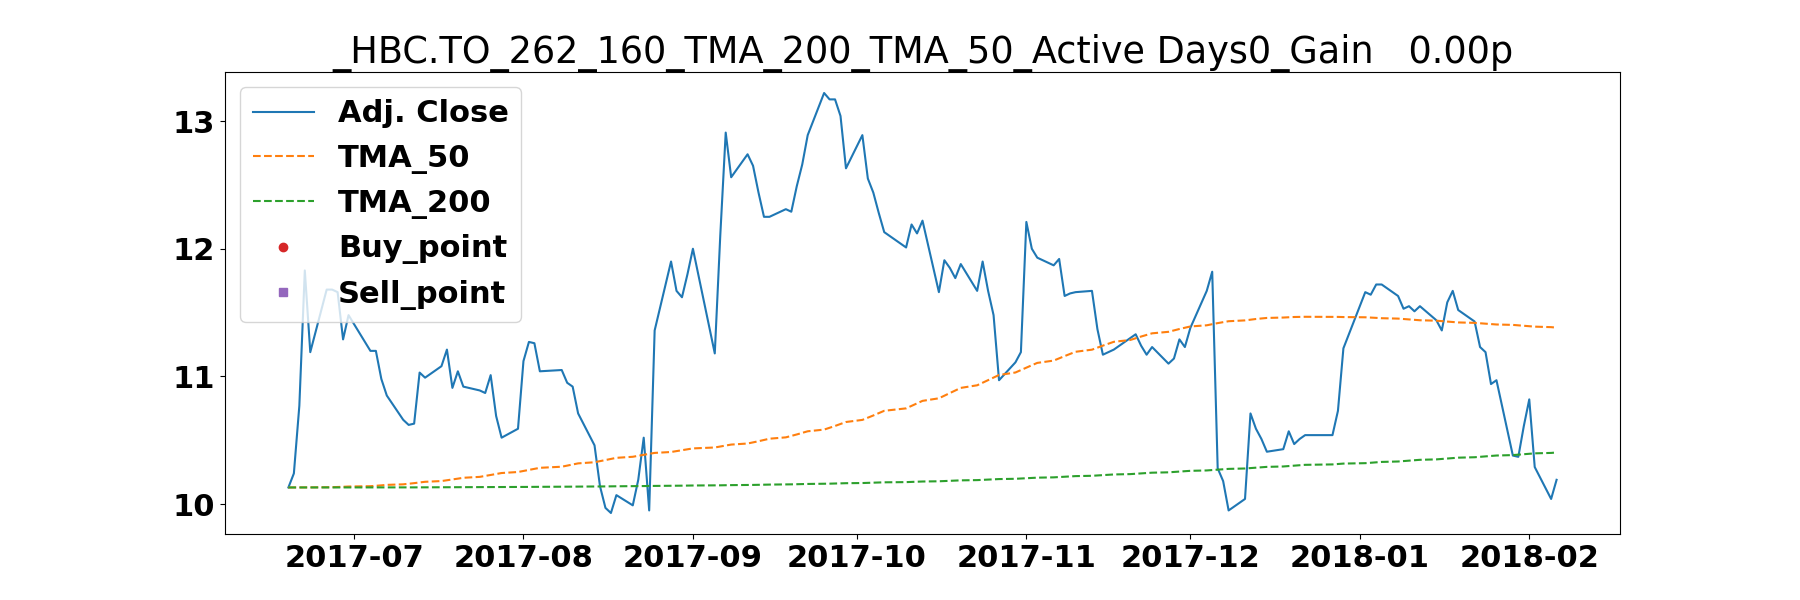 _HBC.TO_262_160_TMA_200_TMA_50_Active Days0_Gain   0.00p
Adj. Close
TMA_50
TMA_200
Buy_point
Sell_point
13
12
11
10
2017-07 2017-08 2017-09 2017-10 2017-11 2017-12 2018-01 2018-02